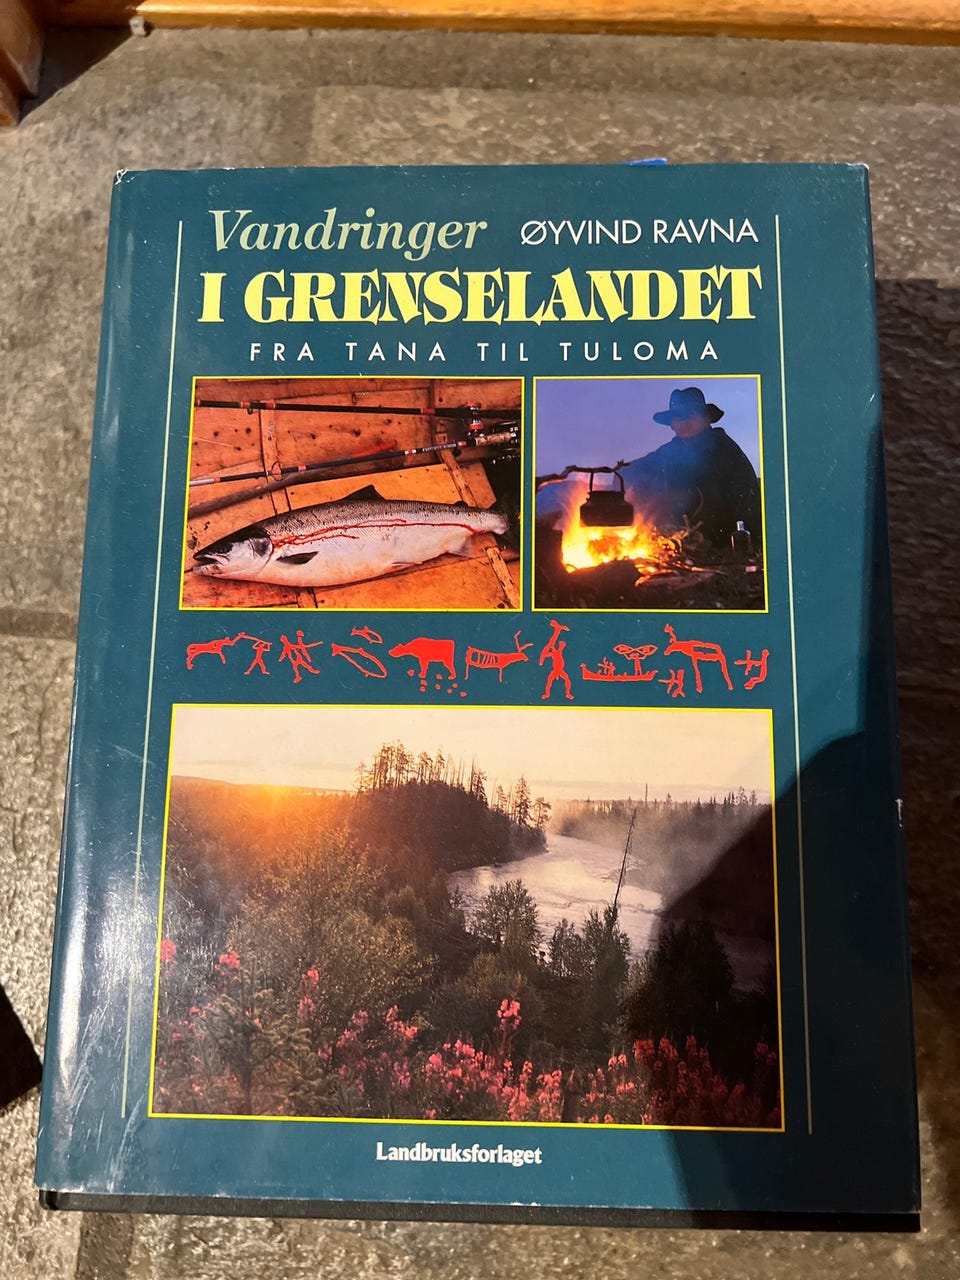 Vandringer ØYVIND RAVNA
I GRENSELANDET
FRA TANA TIL TULOMA
Landbruksforlaget